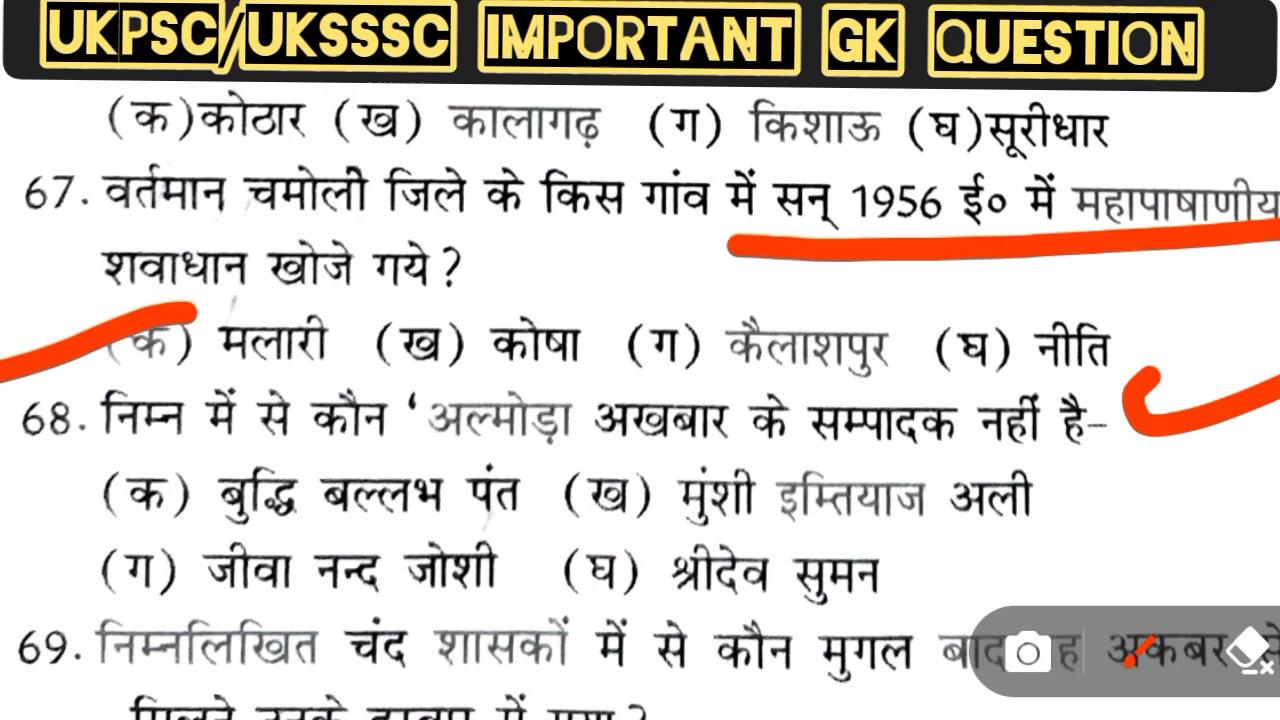 UKPSC/UKSSSC IMPORTANT GK QUESTION
(क)कोठार (ख) कालागढ़ (ग) किशाऊ (घ)सूरीधार
67. वर्तमान चमोली जिले के किस गांव में सन् 1956 ई० में महापाषाणीय
शवाधान खोजे गये?
(क) मलारी (ख) कोषा (ग) कैलाशपुर (घ) नीति
68. निम्न में से कौन ‘अल्मोड़ा अखबार के सम्पादक नहीं है-
(क) बुद्धि बल्लभ पंत (ख) मुंशी इम्तियाज अली
(ग) जीवा नन्द जोशी (घ) श्रीदेव सुमन
69. निम्नलिखित चंद शासकों में से कौन मुगल अकबर से